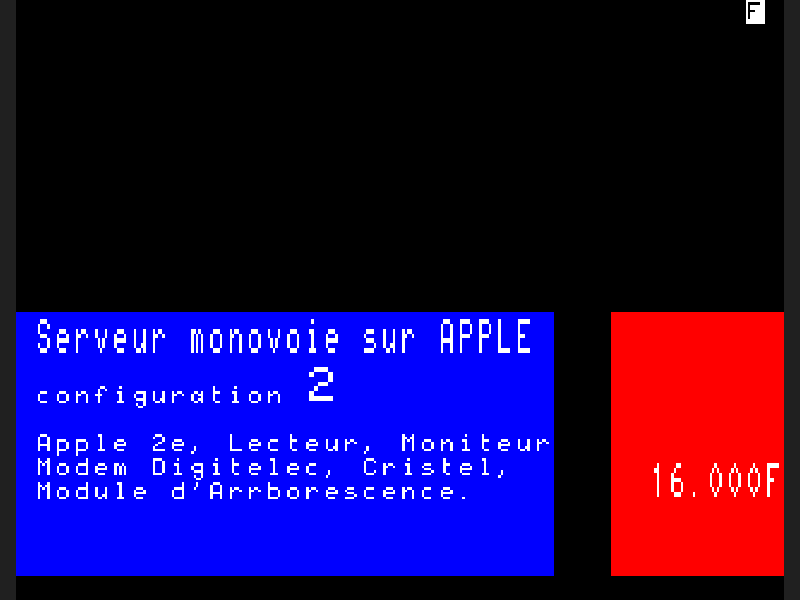 F
Serveur monovoie sur APPLE
configuration 2
Apple 2e, Lecteur, Moniteur
Modem Digitelec, Cristel,
Module d'Arrborescence.
16.000F